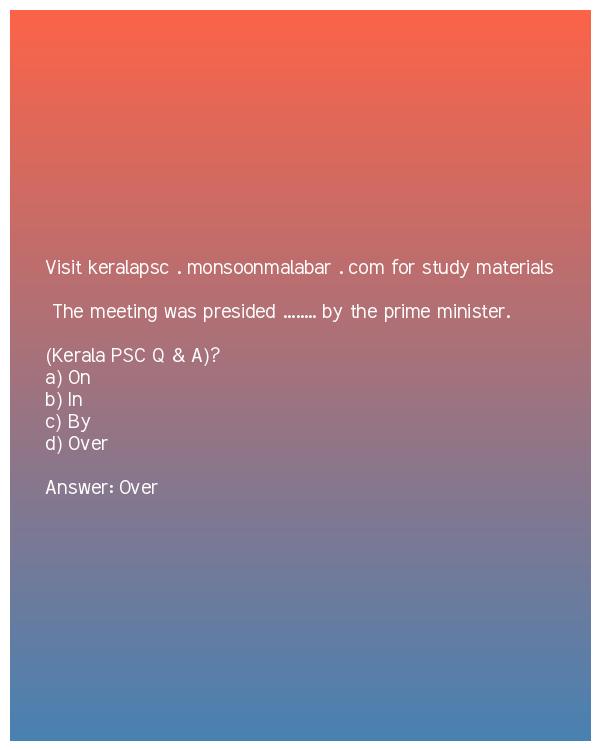 Visit keralapsc . monsoonmalabar . com for study materials
The meeting was presided ........ by the prime minister.
(Kerala PSC Q & A)?
a) On
b) In
c) By
d) Over
Answer: Over